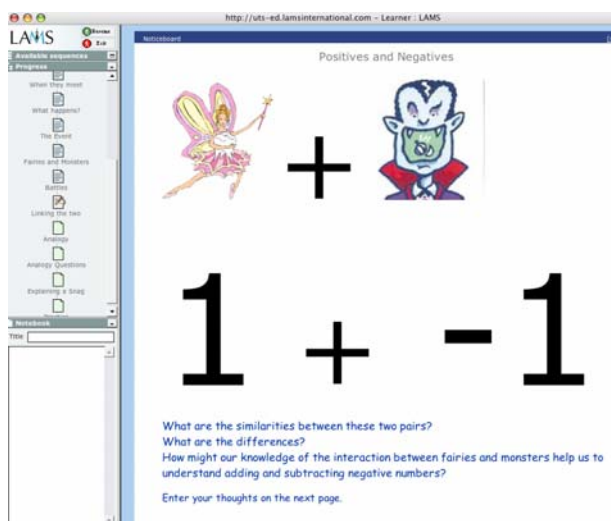 http://uts-ed.lamsinternational.com - Learner : LAMS
LAMS
Resume
Exit
Available sequences
Progress
When they meet
What happens?
The Event
Fairies and Monsters
Battles
Linking the two
Analogy
Analogy Questions
Explaining a Snag
Notebook
Title
Noticeboard
Positives and Negatives
+
1 + -1
What are the similarities between these two pairs?
What are the differences?
How might our knowledge of the interaction between fairies and monsters help us to
understand adding and subtracting negative numbers?
Enter your thoughts on the next page.